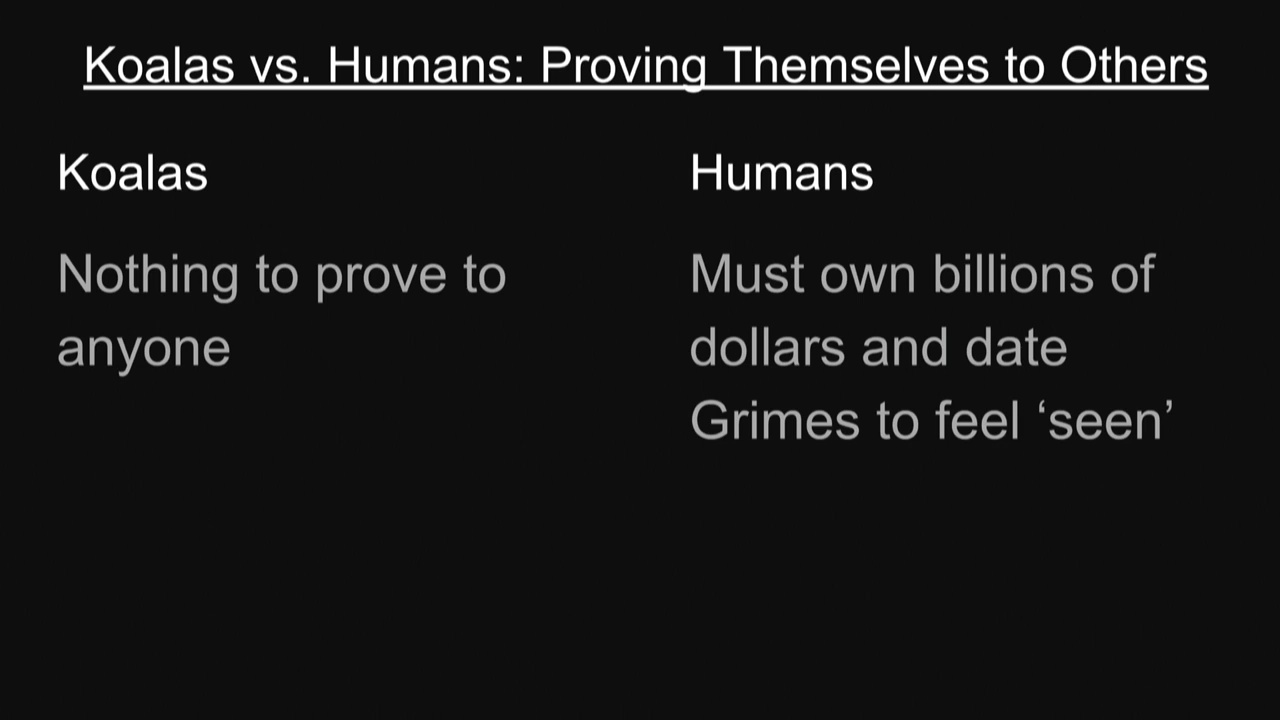 Koalas vs. Humans: Proving Themselves to Others
Koalas
Nothing to prove to
anyone
Humans
Must own billions of
dollars and date
Grimes to feel ‘seen’